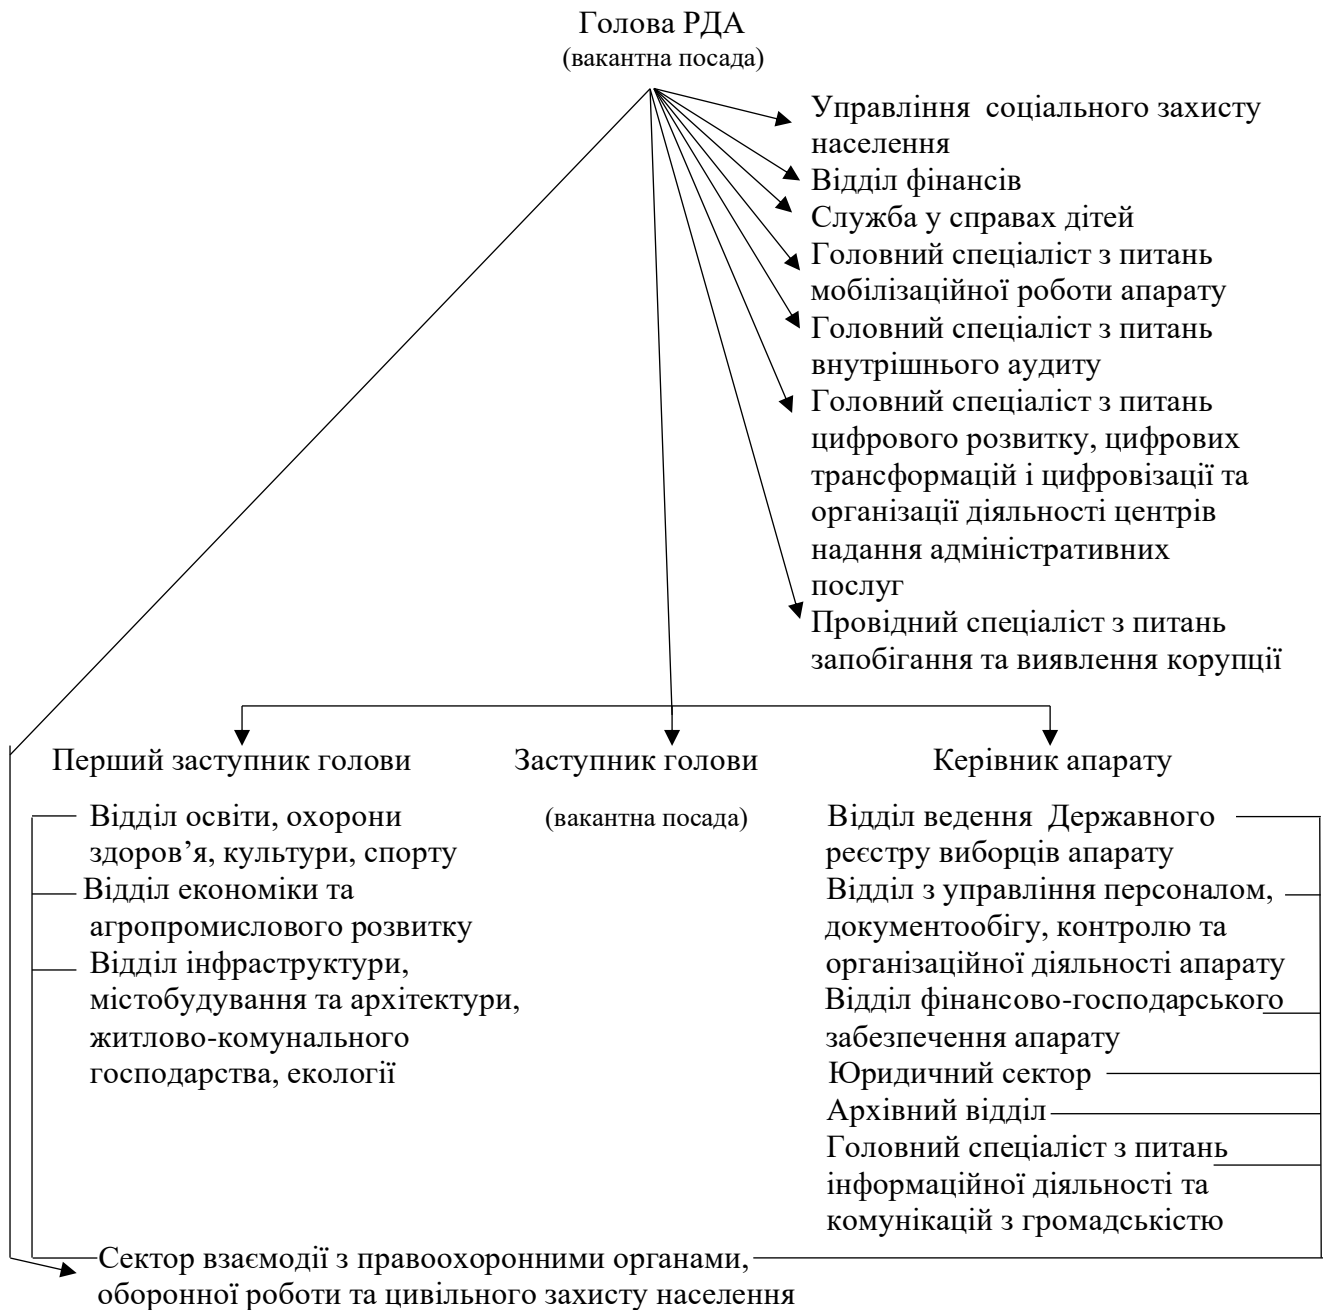 Голова РДА
(вакантна посада)
Управління соціального захисту
населення
Відділ фінансів
Служба у справах дітей
Головний спеціаліст з питань
мобілізаційної роботи апарату
Головний спеціаліст з питань
внутрішнього аудиту
Головний спеціаліст з питань
цифрового розвитку, цифрових
трансформацій і цифровізації та
організації діяльності центрів
надання адміністративних
послуг
Провідний спеціаліст з питань
запобігання та виявлення корупції
Перший заступник голови
Відділ освіти, охорони
здоров’я, культури, спорту
Відділ економіки та
агропромислового розвитку
Відділ інфраструктури,
містобудування та архітектури,
житлово-комунального
господарства, екології
Заступник голови
(вакантна посада)
Керівник апарату
Відділ ведення Державного
реєстру виборців апарату
Відділ з управління персоналом,
документообігу, контролю та
організаційної діяльності апарату
Відділ фінансово-господарського
забезпечення апарату
Юридичний сектор
Архівний відділ
Головний спеціаліст з питань
інформаційної діяльності та
комунікацій з громадськістю
Сектор взаємодії з правоохоронними органами,
оборонної роботи та цивільного захисту населення